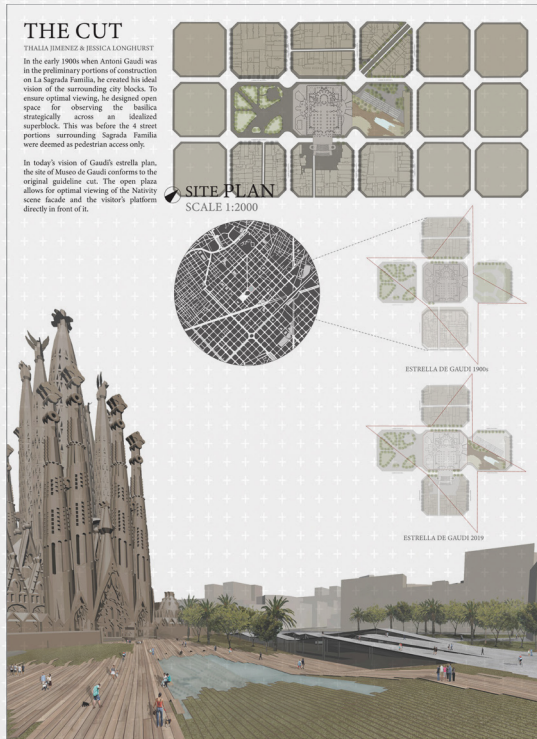 THE CUT
THALIA JIMENEZ & JESSICA LONGHURST
In the early 1900s when Antoni Gaudi was
in the preliminary portions of construction
on La Sagrada Familia, he created his ideal
vision of the surrounding city blocks. To
ensure optimal viewing, he designed open
space for observing the basilica
strategically across an idealized
superblock. This was before the 4 street
portions surrounding Sagrada Familia
were deemed as pedestrian access only.
In today's vision of Gaudi's estrella plan,
the site of Museo de Gaudi conforms to the
original guideline cut. The open plaza
allows for optimal viewing of the Nativity
scene facade and the visitor's platform
directly in front of it.
SITE PLAN
SCALE 1:2000
ESTRELLA DE GAUDI 1900s
ESTRELLA DE GAUDI 2019